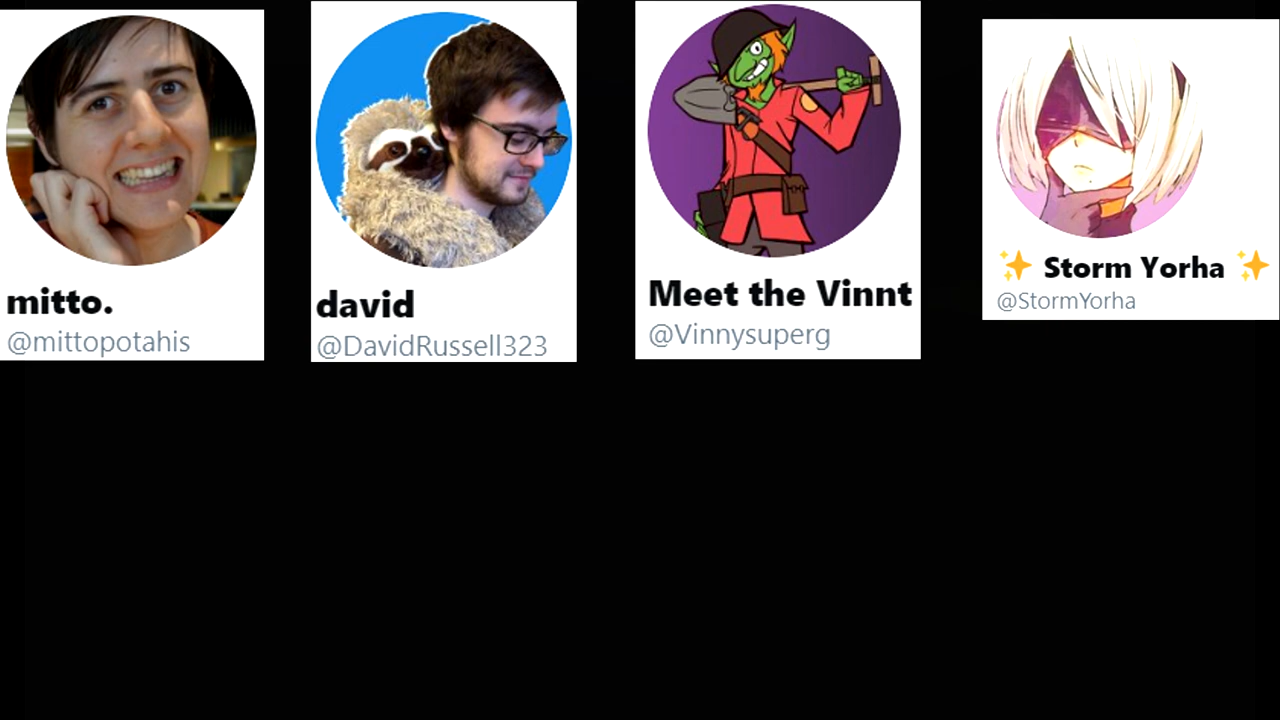 mitto.
@mittopotahis
david
@DavidRussell323
Meet the Vinnt
@Vinnysuperg
✨ Storm Yorha ✨
@StormYorha